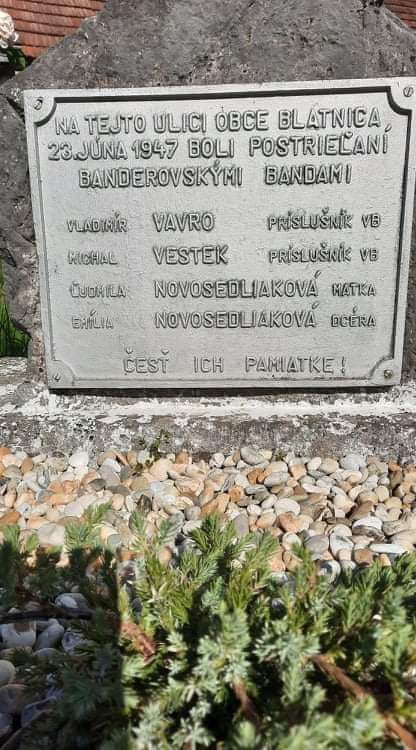 NA TEJTO ULICI OBCE BLATNICA,
23. JÚNA 1947 BOLI POSTRIEĽANÍ
BANDEROVSKÝMI BANDAMI
VLADIMÍR VAVRO PRÍSLUŠNÍK VB
MICHAL VESTEK PRÍSLUŠNÍK VB
ĽUDMILA NOVOSEDLIAKOVÁ MATKA
EMÍLIA NOVOSEDLIAKOVÁ DCÉRA
ČESŤ ICH PAMIATKE!